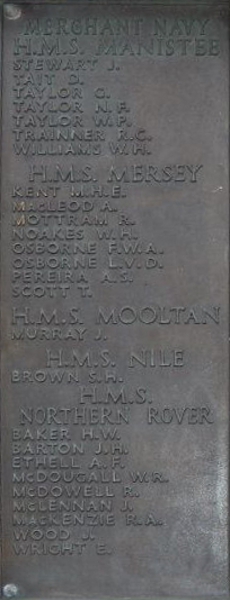 MERCHANT NAVY
H.M.S. MANISTEE
STEWART J.
TAIT D.
TAYLOR G.
TAYLOR N.F.
TAYLOR W.P.
TRAINNER R.C.
WILLIAMS W.H.
H.M.S. MERSEY
KENT M.H.E.
McLEOD A.
MOTTRAM R.
NOAKES W.H.
OSBORNE F.W.A.
OSBORNE L.V.D.
PEREIRA A.S.
SCOTT T.
H.M.S. MOOLTAN
MURRAY J.
H.M.S. NILE
BROWN S.H.
H.M.S.
NORTHERN ROVER
BAKER H.W.
BARTON J.H.
ETHELL A.F.
McDOUGALL W.R.
McDOWELL R.
McLENNAN J.
MACKENZIE R.A.
WOOD J.
WRIGHT E.